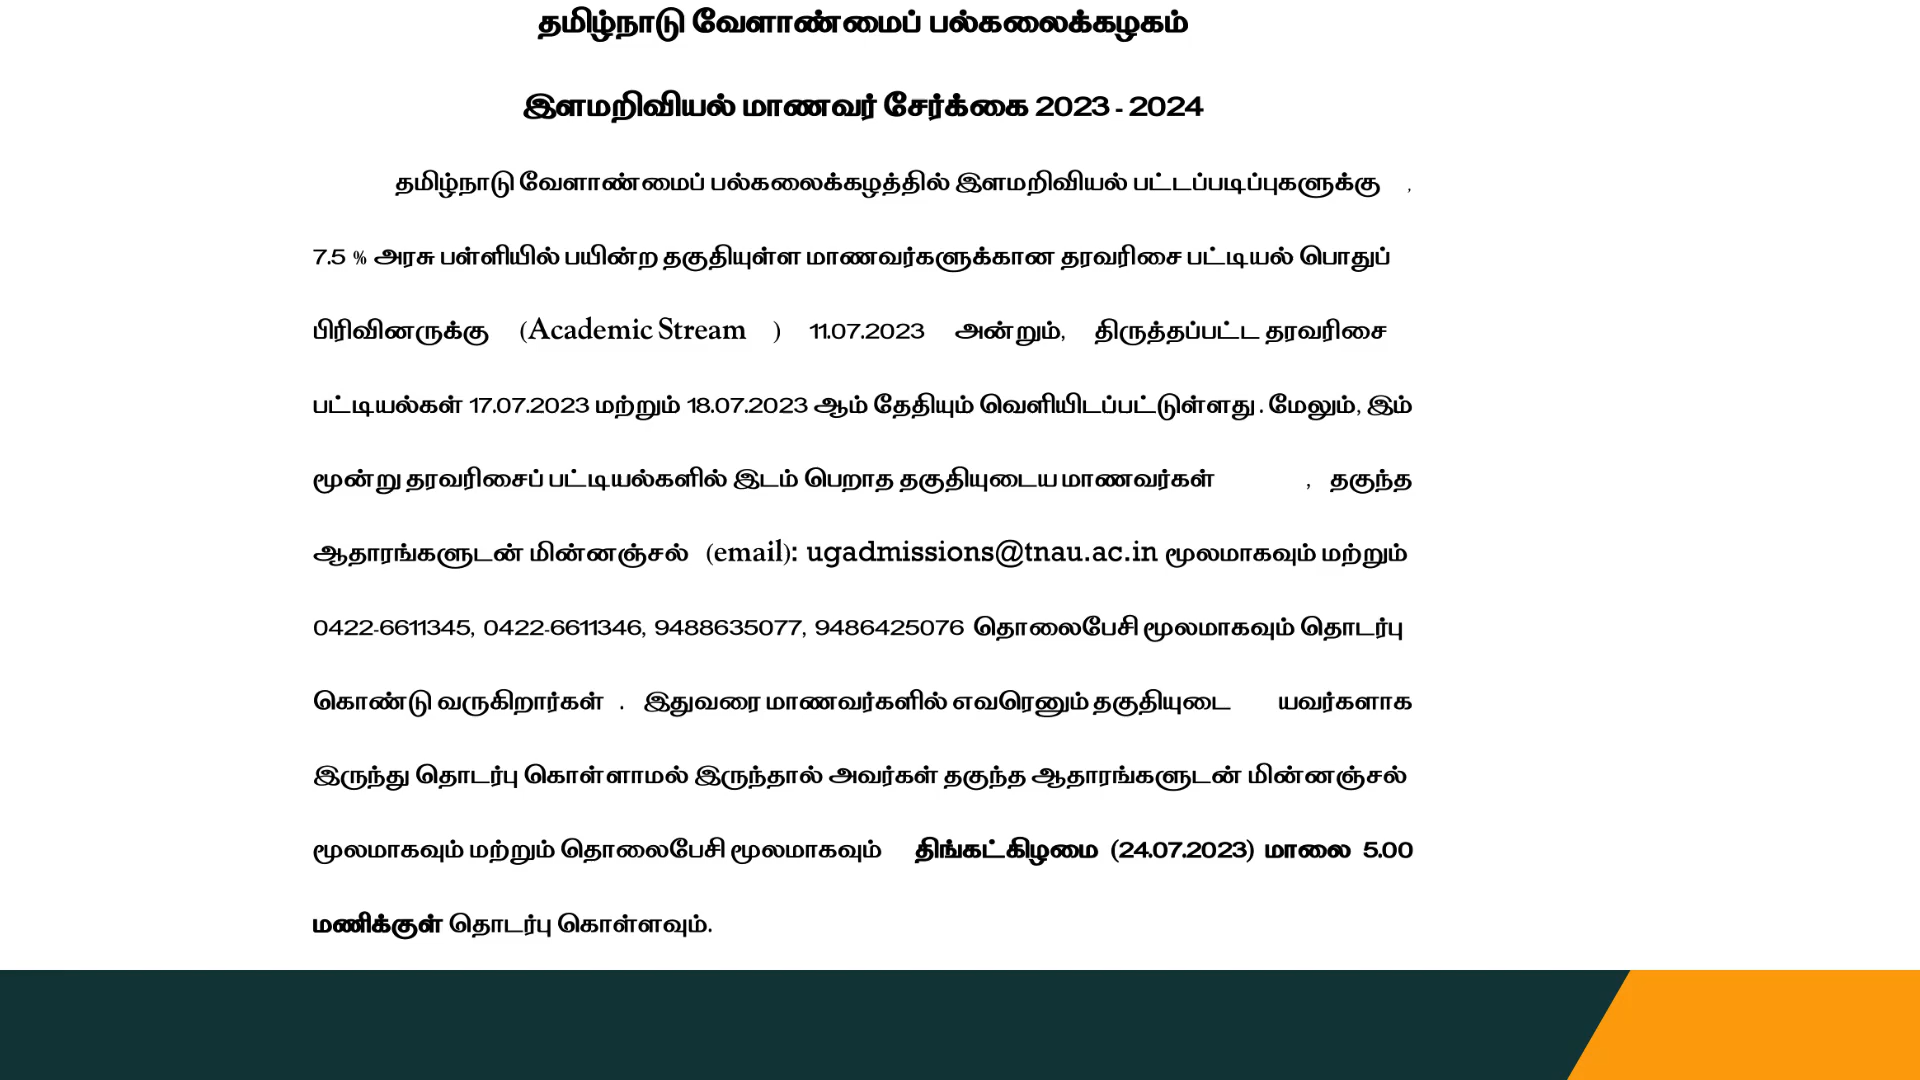 தமிழ்நாடு வேளாண்மைப் பல்கலைக்கழகம்
இளமறிவியல் மாணவர் சேர்க்கை 2023 - 2024
தமிழ்நாடு வேளாண்மைப் பல்கலைக்கழத்தில் இளமறிவியல் பட்டப்படிப்புகளுக்கு ,
7.5 % அரசு பள்ளியில் பயின்ற தகுதியுள்ள மாணவர்களுக்கான தரவரிசை பட்டியல் பொதுப்
பிரிவினருக்கு (Academic Stream ) 11.07.2023 அன்றும், திருத்தப்பட்ட தரவரிசை
பட்டியல்கள் 17.07.2023 மற்றும் 18.07.2023 ஆம் தேதியும் வெளியிடப்பட்டுள்ளது . மேலும், இம்
மூன்று தரவரிசைப் பட்டியல்களில் இடம் பெறாத தகுதியுடைய மாணவர்கள் , தகுந்த
ஆதாரங்களுடன் மின்னஞ்சல் (email): ugadmissions@tnau.ac.in மூலமாகவும் மற்றும்
0422-6611345, 0422-6611346, 9488635077, 9486425076 தொலைபேசி மூலமாகவும் தொடர்பு
கொண்டு வருகிறார்கள் . இதுவரை மாணவர்களில் எவரெனும் தகுதியுடை யவர்களாக
இருந்து தொடர்பு கொள்ளாமல் இருந்தால் அவர்கள் தகுந்த ஆதாரங்களுடன் மின்னஞ்சல்
மூலமாகவும் மற்றும் தொலைபேசி மூலமாகவும் திங்கட்கிழமை (24.07.2023) மாலை 5.00
மணிக்குள் தொடர்பு கொள்ளவும்.